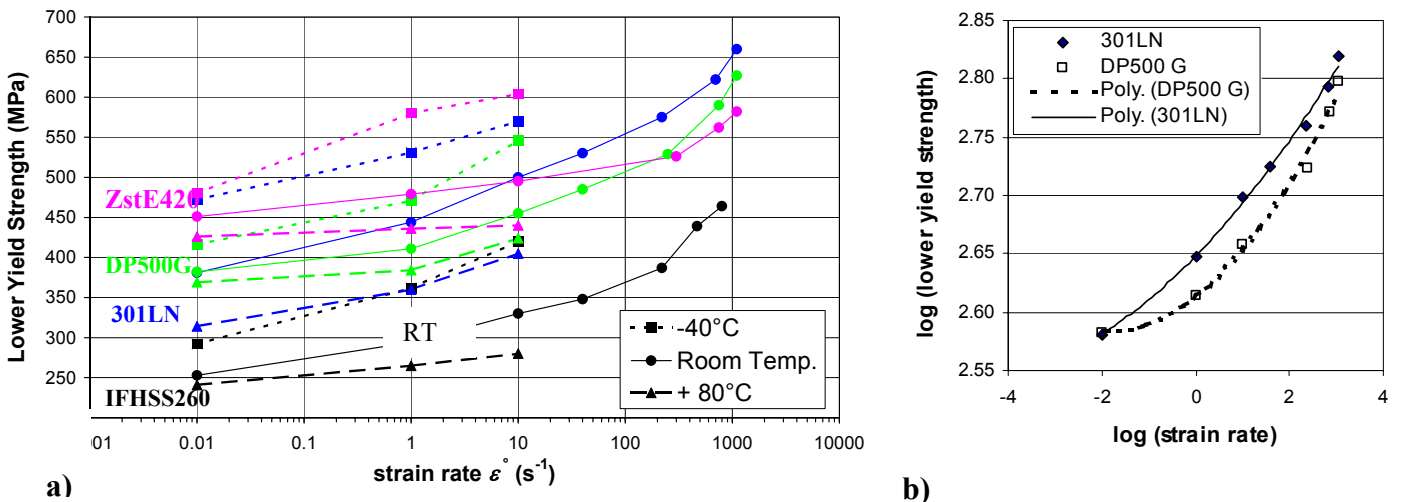 Lower Yield Strength (MPa)
700
650
600
550
500
450
400
350
300
250
ZstE420
DP500G
301LN
IFHSS260
RT
-40°C
Room Temp.
+ 80°C
001 0.01 0.1 1 10 100 1000 10000
strain rate ε° (s⁻¹)
a)
log (lower yield strength)
2.85
2.80
2.75
2.70
2.65
2.60
2.55
301LN
DP500 G
Poly. (DP500 G)
Poly. (301LN)
-4 -2 0 2 4
log (strain rate)
b)